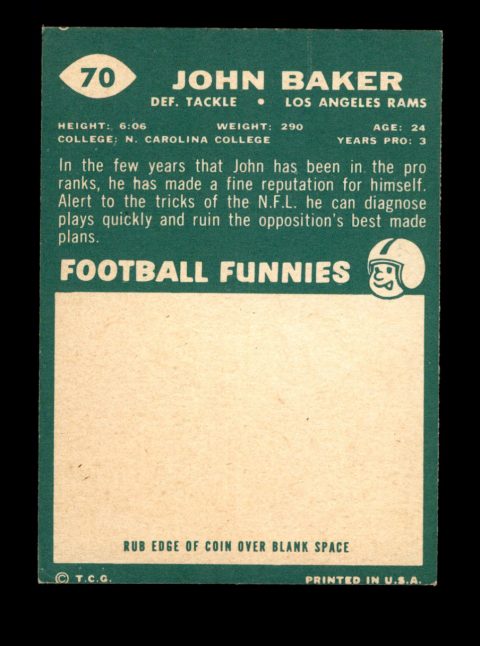 70
JOHN BAKER
DEF. TACKLE • LOS ANGELES RAMS
HEIGHT: 6:06 WEIGHT: 290 AGE: 24
COLLEGE: N. CAROLINA COLLEGE YEARS PRO: 3
In the few years that John has been in the pro
ranks, he has made a fine reputation for himself.
Alert to the tricks of the N.F.L. he can diagnose
plays quickly and ruin the opposition's best made
plans.
FOOTBALL FUNNIES
RUB EDGE OF COIN OVER BLANK SPACE
© T.C.G. PRINTED IN U.S.A.